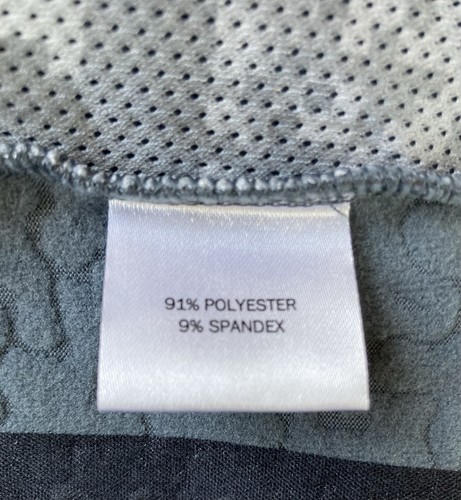 91% POLYESTER
9% SPANDEX